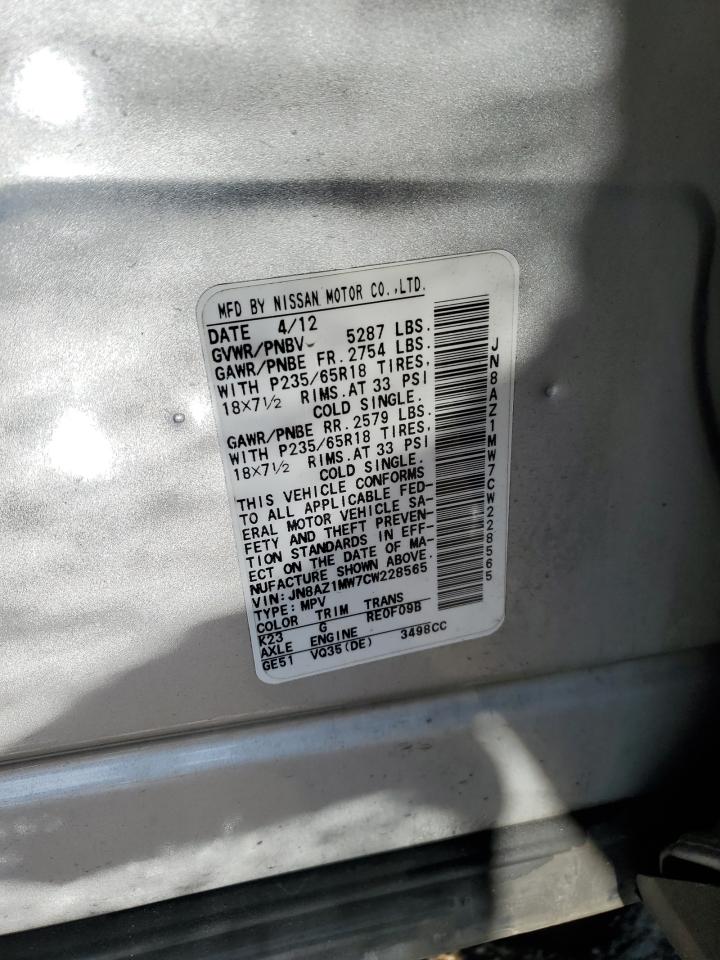 MFD BY NISSAN MOTOR CO.,LTD.
DATE 4/12
GVWR/PNBV 5287 LBS.
GAWR/PNBE FR. 2754 LBS.
WITH P235/65R18 TIRES,
18×7½ RIMS. AT 33 PSI
COLD SINGLE.
GAWR/PNBE RR. 2579 LBS.
WITH P235/65R18 TIRES,
18×7½ RIMS. AT 33 PSI
COLD SINGLE.
THIS VEHICLE CONFORMS
TO ALL APPLICABLE FED-
ERAL MOTOR VEHICLE SA-
FETY AND THEFT PREVEN-
TION STANDARDS IN EFF-
ECT ON THE DATE OF MA-
NUFACTURE SHOWN ABOVE.
VIN: JN8AZ1MW7CW228565
TYPE: MPV
COLOR TRIM TRANS
K23 G RE0F09B
AXLE ENGINE
GE51 VQ35(DE) 3498CC
JN8AZ1MW7CW228565